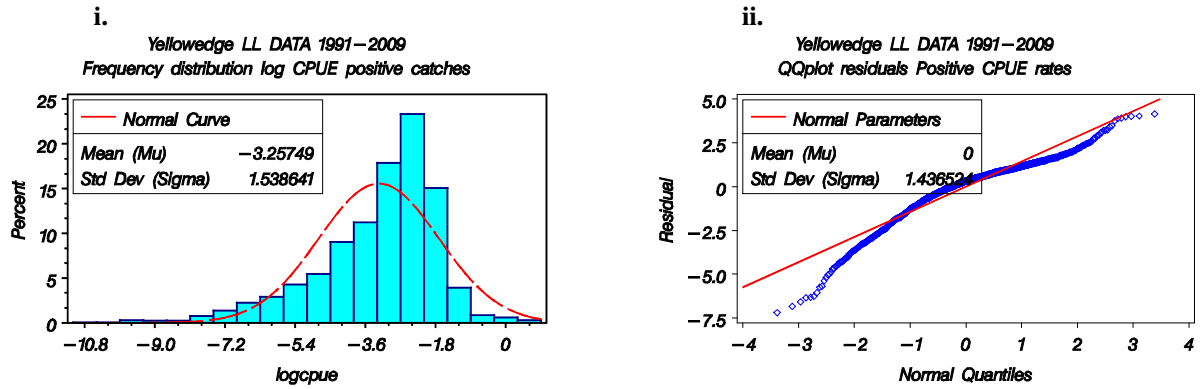 i.
Yellowedge LL DATA 1991−2009
Frequency distribution log CPUE positive catches
25
20
15
10
5
0
Percent
Normal Curve
Mean (Mu) −3.25749
Std Dev (Sigma) 1.538641
−10.8 −9.0 −7.2 −5.4 −3.6 −1.8 0
logcpue
ii.
Yellowedge LL DATA 1991−2009
QQplot residuals Positive CPUE rates
5.0
2.5
0
−2.5
−5.0
−7.5
Residual
Normal Parameters
Mean (Mu) 0
Std Dev (Sigma) 1.436524
−4 −3 −2 −1 0 1 2 3 4
Normal Quantiles